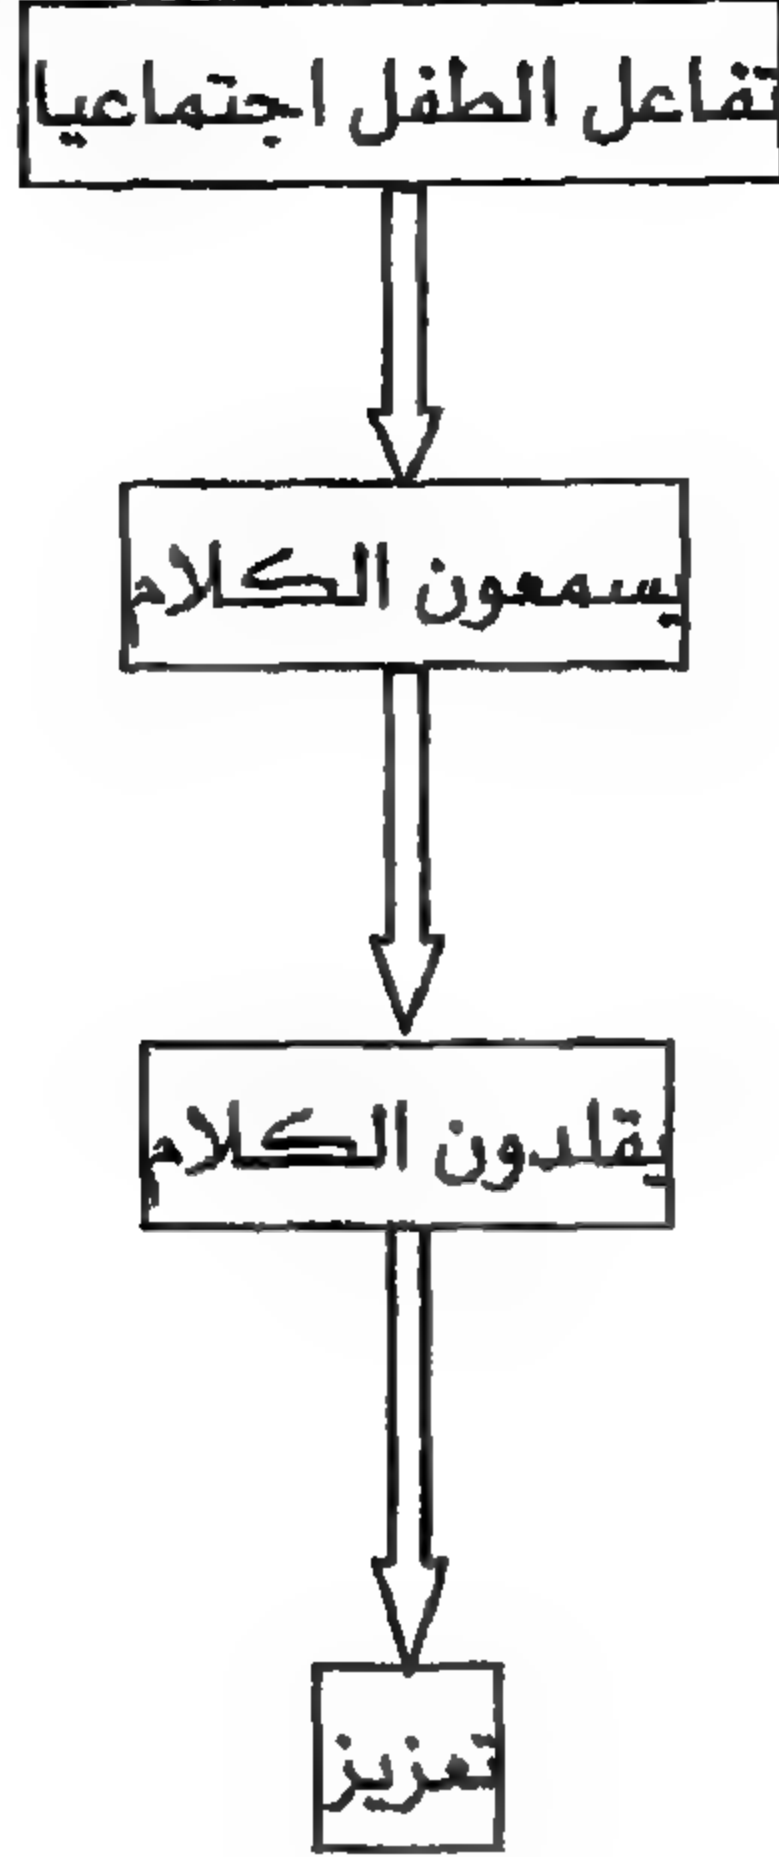 تفاعل الطفل اجتماعيا
يسمعون الكلام
يقلدون الكلام
تعزيز